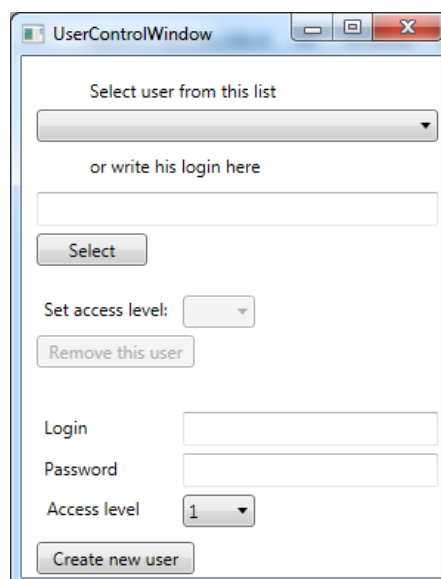 UserControlWindow
Select user from this list
or write his login here
Select
Set access level:
Remove this user
Login
Password
Access level 1
Create new user